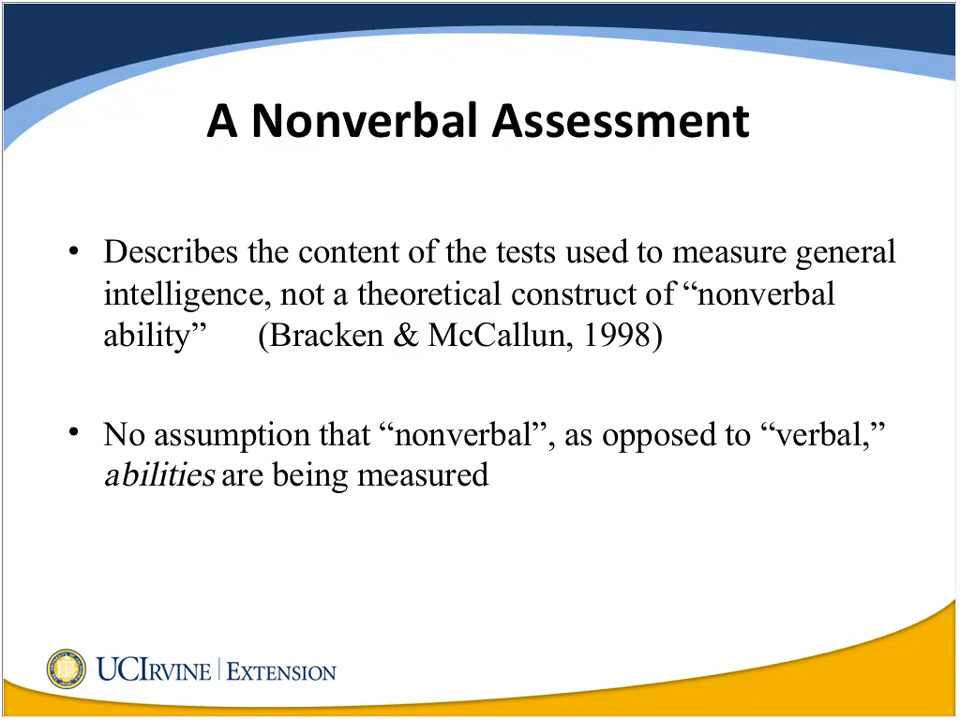 A Nonverbal Assessment
• Describes the content of the tests used to measure general
intelligence, not a theoretical construct of “nonverbal
ability” (Bracken & McCallun, 1998)
• No assumption that “nonverbal”, as opposed to “verbal,”
abilities are being measured
UCIRVINE | EXTENSION